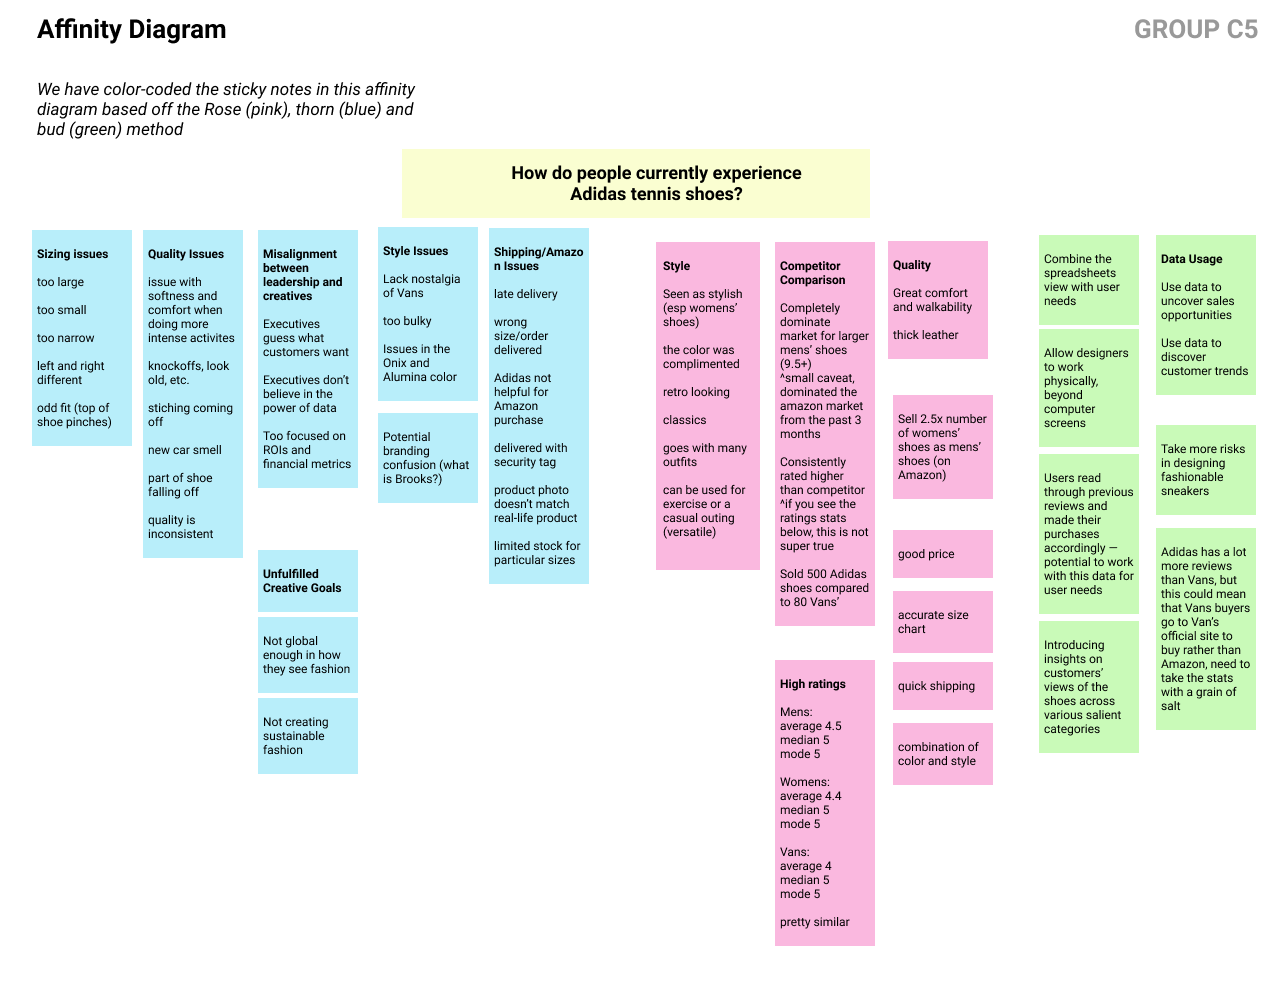 Affinity Diagram
GROUP C5
We have color-coded the sticky notes in this affinity
diagram based off the Rose (pink), thorn (blue) and
bud (green) method
How do people currently experience
Adidas tennis shoes?
Sizing issues
too large
too small
too narrow
left and right
different
odd fit (top of
shoe pinches)
Quality Issues
issue with
softness and
comfort when
doing more
intense activites
knockoffs, look
old, etc.
stiching coming
off
new car smell
part of shoe
falling off
quality is
inconsistent
Misalignment
between
leadership and
creatives
Executives
guess what
customers want
Executives don't
believe in the
power of data
Too focused on
ROIs and
financial metrics
Unfulfilled
Creative Goals
Not global
enough in how
they see fashion
Not creating
sustainable
fashion
Style Issues
Lack nostalgia
of Vans
too bulky
Issues in the
Onix and
Alumina color
Potential
branding
confusion (what
is Brooks?)
Shipping/Amazo
n Issues
late delivery
wrong
size/order
delivered
Adidas not
helpful for
Amazon
purchase
delivered with
security tag
product photo
doesn't match
real-life product
limited stock for
particular sizes
Style
Seen as stylish
(esp womens'
shoes)
the color was
complimented
retro looking
classics
goes with many
outfits
can be used for
exercise or a
casual outing
(versatile)
Competitor
Comparison
Completely
dominate
market for larger
mens' shoes
(9.5+)
^small caveat,
dominated the
amazon market
from the past 3
months
Consistently
rated higher
than competitor
^if you see the
ratings stats
below, this is not
super true
Sold 500 Adidas
shoes compared
to 80 Vans'
High ratings
Mens:
average 4.5
median 5
mode 5
Womens:
average 4.4
median 5
mode 5
Vans:
average 4
median 5
mode 5
pretty similar
Quality
Great comfort
and walkability
thick leather
Sell 2.5x number
of womens'
shoes as mens'
shoes (on
Amazon)
good price
accurate size
chart
quick shipping
combination of
color and style
Combine the
spreadsheets
view with user
needs
Allow designers
to work
physically,
beyond
computer
screens
Users read
through previous
reviews and
made their
purchases
accordingly —
potential to work
with this data for
user needs
Introducing
insights on
customers'
views of the
shoes across
various salient
categories
Data Usage
Use data to
uncover sales
opportunities
Use data to
discover
customer trends
Take more risks
in designing
fashionable
sneakers
Adidas has a lot
more reviews
than Vans, but
this could mean
that Vans buyers
go to Van's
official site to
buy rather than
Amazon, need to
take the stats
with a grain of
salt